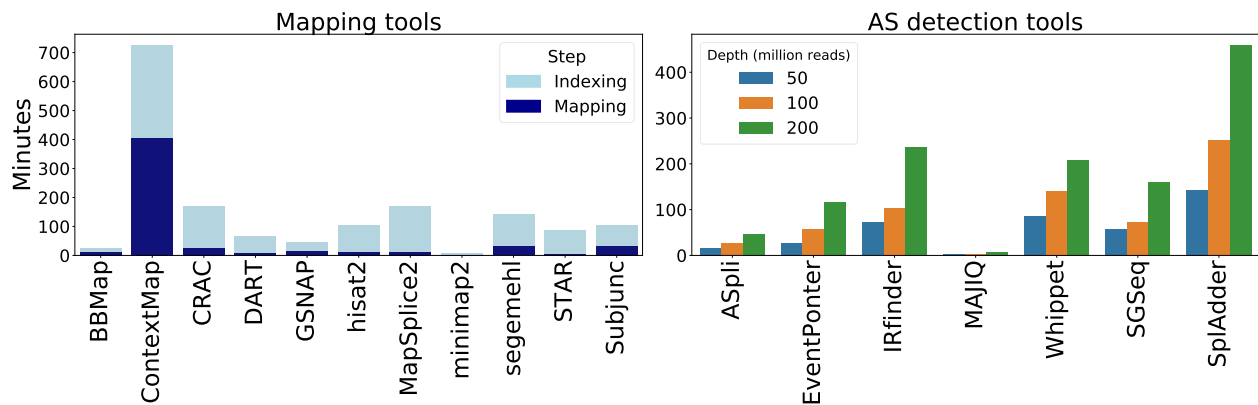 Mapping tools
Minutes
700
600
500
400
300
200
100
0
Step
Indexing
Mapping
BBMap
ContextMap
CRAC
DART
GSNAP
hisat2
MapSplice2
minimap2
segemehl
STAR
Subjunc
AS detection tools
400
300
200
100
0
Depth (million reads)
50
100
200
ASpli
EventPonter
IRfinder
MAJIQ
Whippet
SGSeq
SplAdder